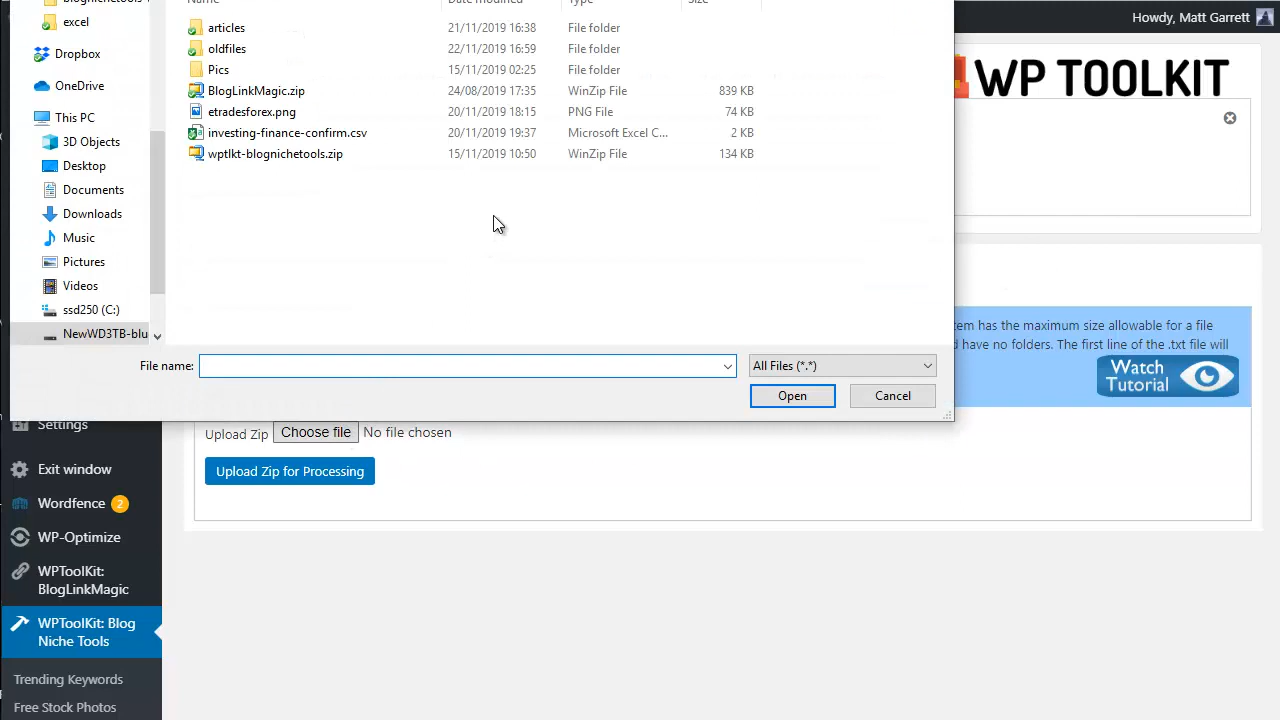 Howdy, Matt Garrett
WP TOOLKIT
excel
Dropbox
OneDrive
This PC
3D Objects
Desktop
Documents
Downloads
Music
Pictures
Videos
ssd250 (C:)
NewWD3TB-blu
articles 21/11/2019 16:38 File folder
oldfiles 22/11/2019 16:59 File folder
Pics 15/11/2019 02:25 File folder
BlogLinkMagic.zip 24/08/2019 17:35 WinZip File 839 KB
etradesforex.png 20/11/2019 18:15 PNG File 74 KB
investing-finance-confirm.csv 20/11/2019 19:37 Microsoft Excel C... 2 KB
wptlkt-blognichetools.zip 15/11/2019 10:50 WinZip File 134 KB
File name:
All Files (*.*)
Open Cancel
tem has the maximum size allowable for a file
d have no folders. The first line of the .txt file will
Watch
Tutorial
Upload Zip Choose file No file chosen
Upload Zip for Processing
Settings
Exit window
Wordfence 2
WP-Optimize
WPToolKit:
BlogLinkMagic
WPToolKit: Blog
Niche Tools
Trending Keywords
Free Stock Photos